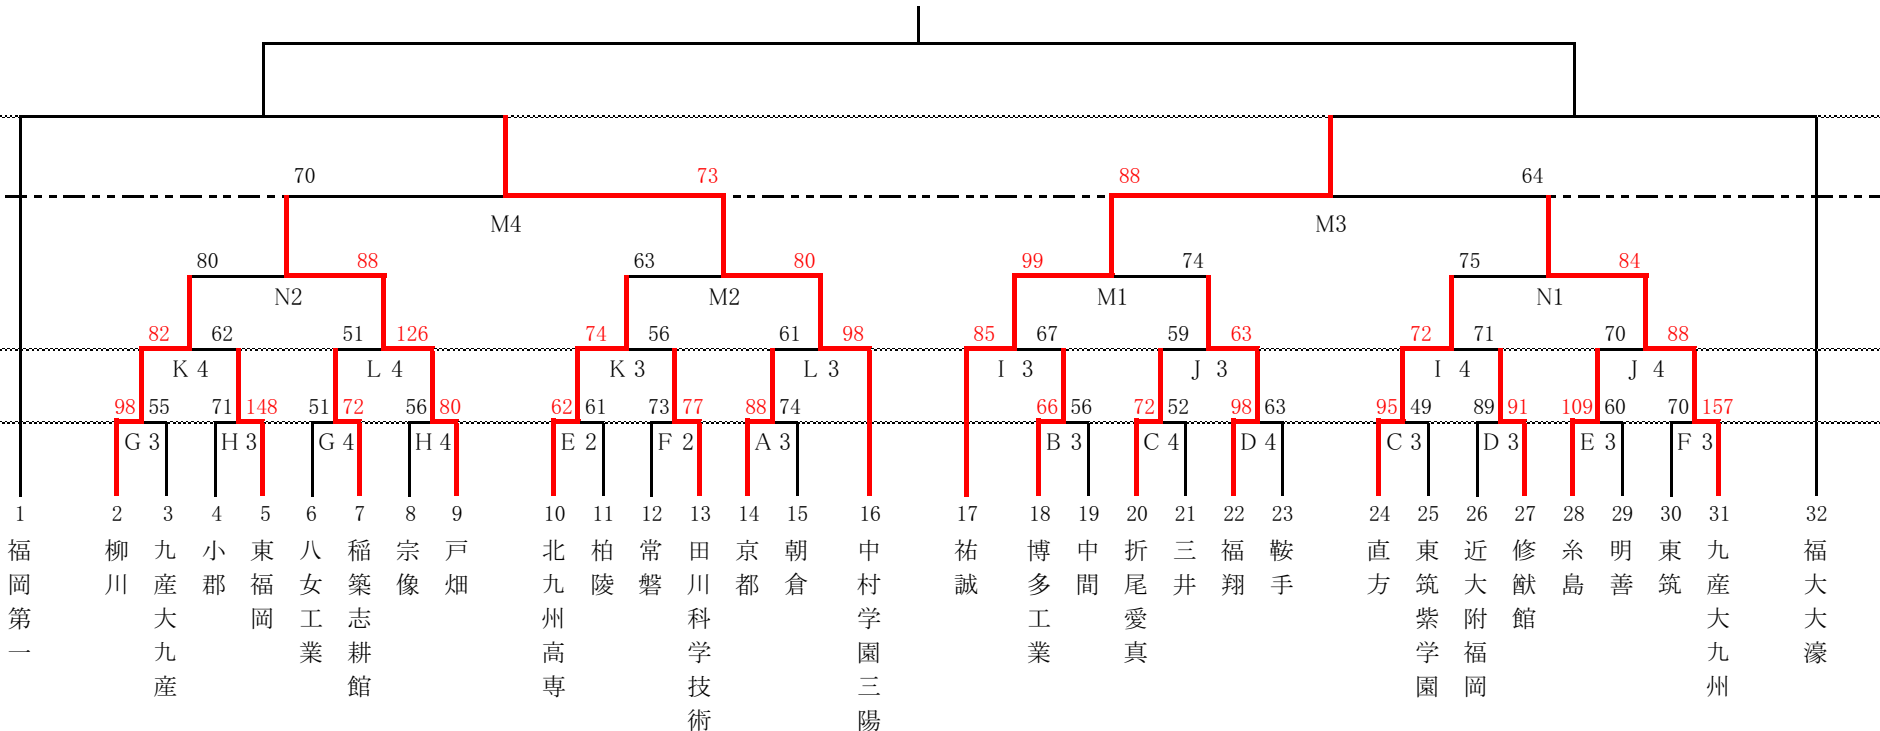 70 73 88 64
M4 M3
80 88 63 80 99 74 75 84
N2 M2 M1 N1
82 62 51 126 74 56 61 98 85 67 59 63 72 71 70 88
K 4 L 4 K 3 L 3 I 3 J 3 I 4 J 4
98 55 71 148 51 72 56 80 62 61 73 77 88 74 66 56 72 52 98 63 95 49 89 91 109 60 70 157
G 3 H 3 G 4 H 4 E 2 F 2 A 3 B 3 C 4 D 4 C 3 D 3 E 3 F 3
1 2 3 4 5 6 7 8 9 10 11 12 13 14 15 16 17 18 19 20 21 22 23 24 25 26 27 28 29 30 31 32
福岡第一
柳川
九産大九産
小郡
東福岡
八女工業
稲築志耕館
宗像
戸畑
北九州高専
柏陵
常磐
田川科学技術
京都
朝倉
中村学園三陽
祐誠
博多工業
中間
折尾愛真
三井
福翔
鞍手
直方
東筑紫学園
近大附福岡
修猷館
糸島
明善
東筑
九産大九州
福大大濠